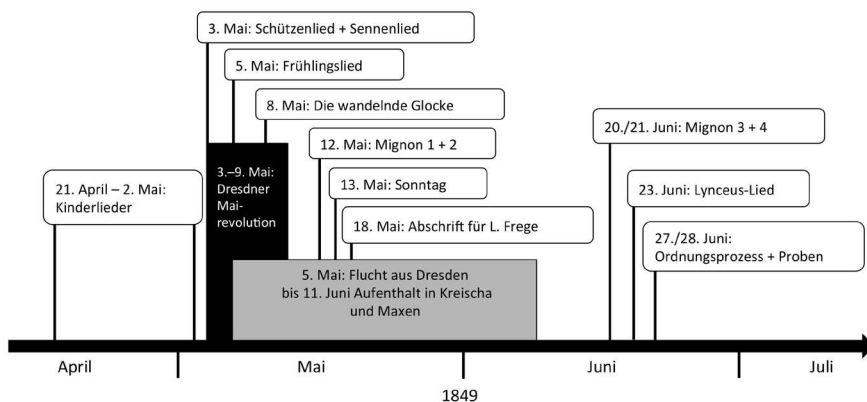 3. Mai: Schützenlied + Sennenlied
5. Mai: Frühlingslied
8. Mai: Die wandelnde Glocke
12. Mai: Mignon 1 + 2
20./21. Juni: Mignon 3 + 4
3.–9. Mai:
Dresdner
Mai-
revolution
21. April – 2. Mai:
Kinderlieder
13. Mai: Sonntag
23. Juni: Lynceus-Lied
18. Mai: Abschrift für L. Frege
27./28. Juni:
Ordnungsprozess + Proben
5. Mai: Flucht aus Dresden
bis 11. Juni Aufenthalt in Kreischa
und Maxen
April
Mai
Juni
Juli
1849